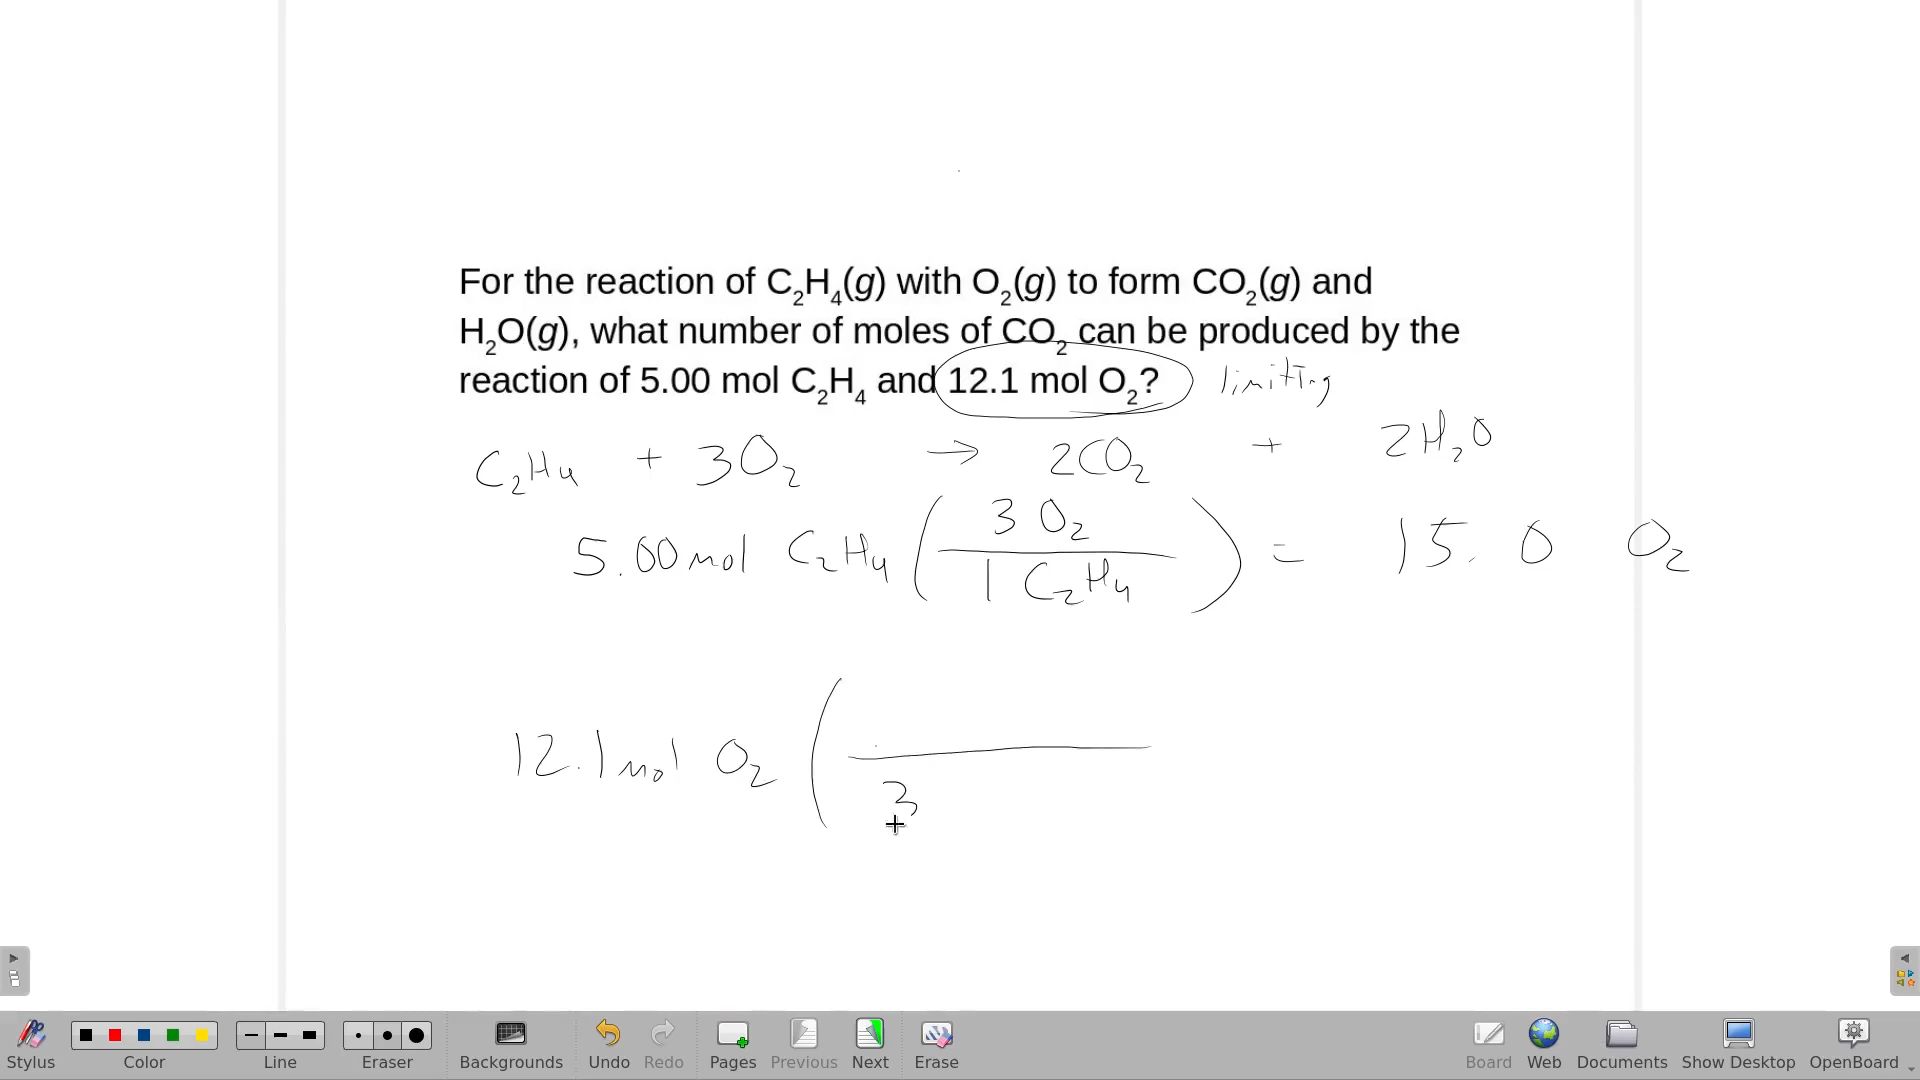 For the reaction of C₂H₄(g) with O₂(g) to form CO₂(g) and
H₂O(g), what number of moles of CO₂ can be produced by the
reaction of 5.00 mol C₂H₄ and 12.1 mol O₂? limiting
C₂H₄ + 3O₂ → 2CO₂ + 2H₂O
5.00 mol C₂H₄ ( 3 O₂ / 1 C₂H₄ ) = 15.0 O₂
12.1 mol O₂ (
3
Stylus Color Line Eraser Backgrounds Undo Redo Pages Previous Next Erase Board Web Documents Show Desktop OpenBoard